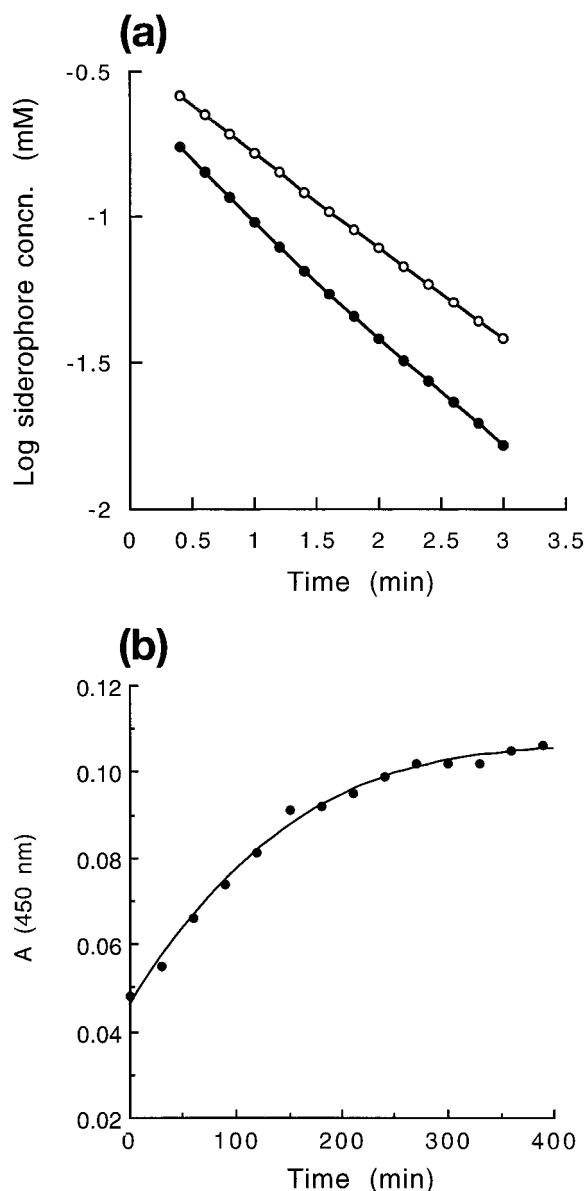 (a)
Log siderophore concn. (mM)
-0.5
-1
-1.5
-2
0 0.5 1 1.5 2 2.5 3 3.5
Time (min)
(b)
A (450 nm)
0.12
0.10
0.08
0.06
0.04
0.02
0 100 200 300 400
Time (min)